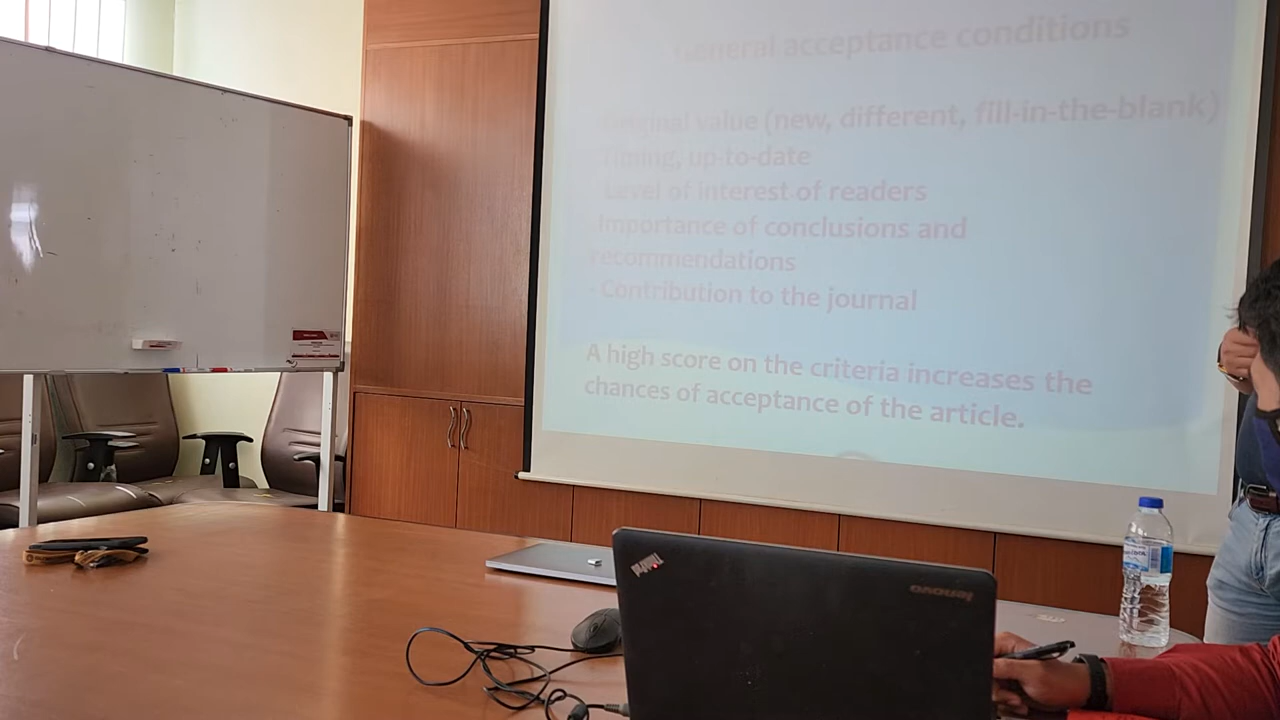 General acceptance conditions
Original value (new, different, fill-in-the-blank)
Timing, up-to-date
Level of interest of readers
Importance of conclusions and
recommendations
- Contribution to the journal
A high score on the criteria increases the
chances of acceptance of the article.
ThinkPad
lenovo